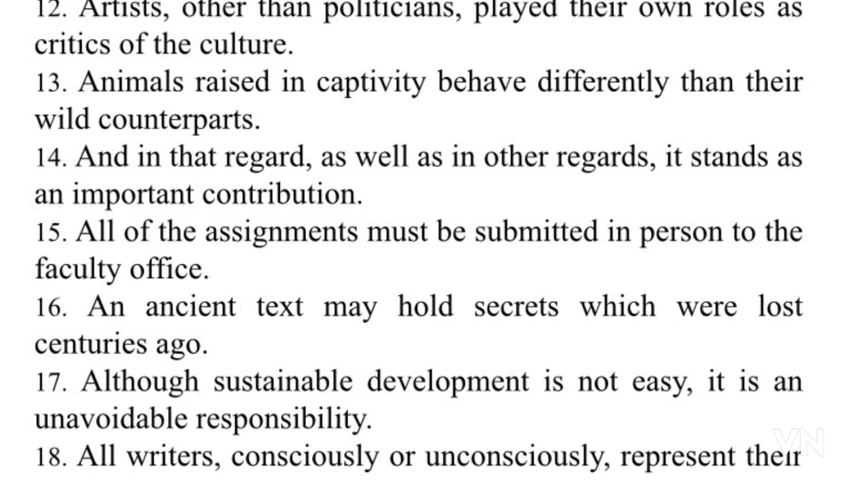 12. Artists, other than politicians, played their own roles as
critics of the culture.
13. Animals raised in captivity behave differently than their
wild counterparts.
14. And in that regard, as well as in other regards, it stands as
an important contribution.
15. All of the assignments must be submitted in person to the
faculty office.
16. An ancient text may hold secrets which were lost
centuries ago.
17. Although sustainable development is not easy, it is an
unavoidable responsibility.
VN
18. All writers, consciously or unconsciously, represent their